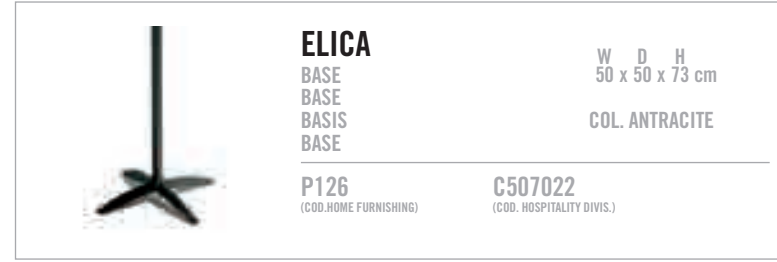 ELICA
BASE
BASE
BASIS
BASE
W D H
50 x 50 x 73 cm
COL. ANTRACITE
P126
(COD.HOME FURNISHING)
C507022
(COD. HOSPITALITY DIVIS.)